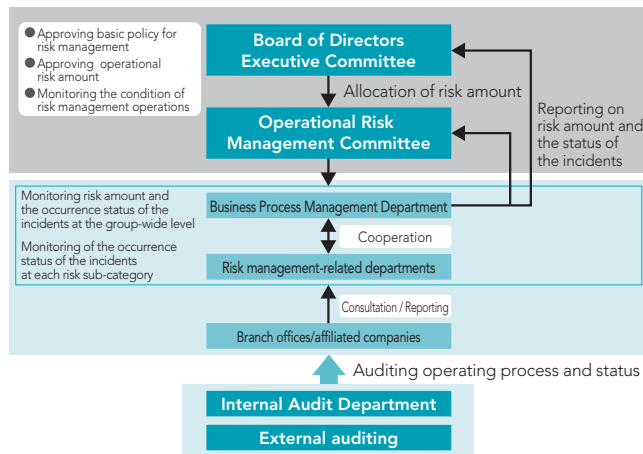 ● Approving basic policy for
risk management
● Approving operational
risk amount
● Monitoring the condition of
risk management operations
Board of Directors
Executive Committee
Allocation of risk amount
Operational Risk
Management Committee
Reporting on
risk amount and
the status of
the incidents
Monitoring risk amount and
the occurrence status of the
incidents at the group-wide level
Monitoring of the occurrence
status of the incidents
at each risk sub-category
Business Process Management Department
Cooperation
Risk management-related departments
Consultation / Reporting
Branch offices/affiliated companies
Auditing operating process and status
Internal Audit Department
External auditing